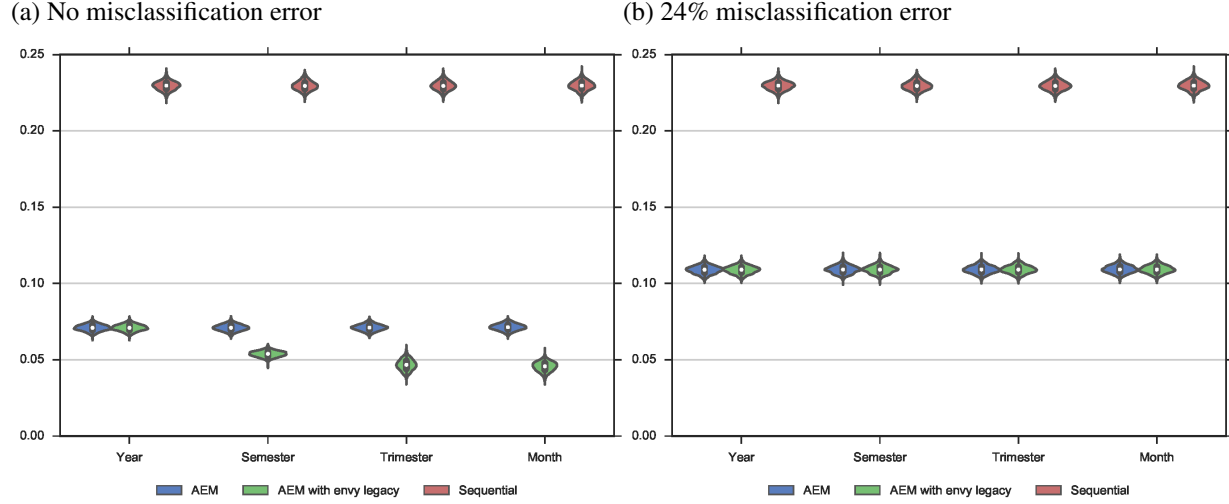 (a) No misclassification error
0.25
0.20
0.15
0.10
0.05
0.00
Year Semester Trimester Month
AEM AEM with envy legacy Sequential
(b) 24% misclassification error
0.25
0.20
0.15
0.10
0.05
0.00
Year Semester Trimester Month
AEM AEM with envy legacy Sequential